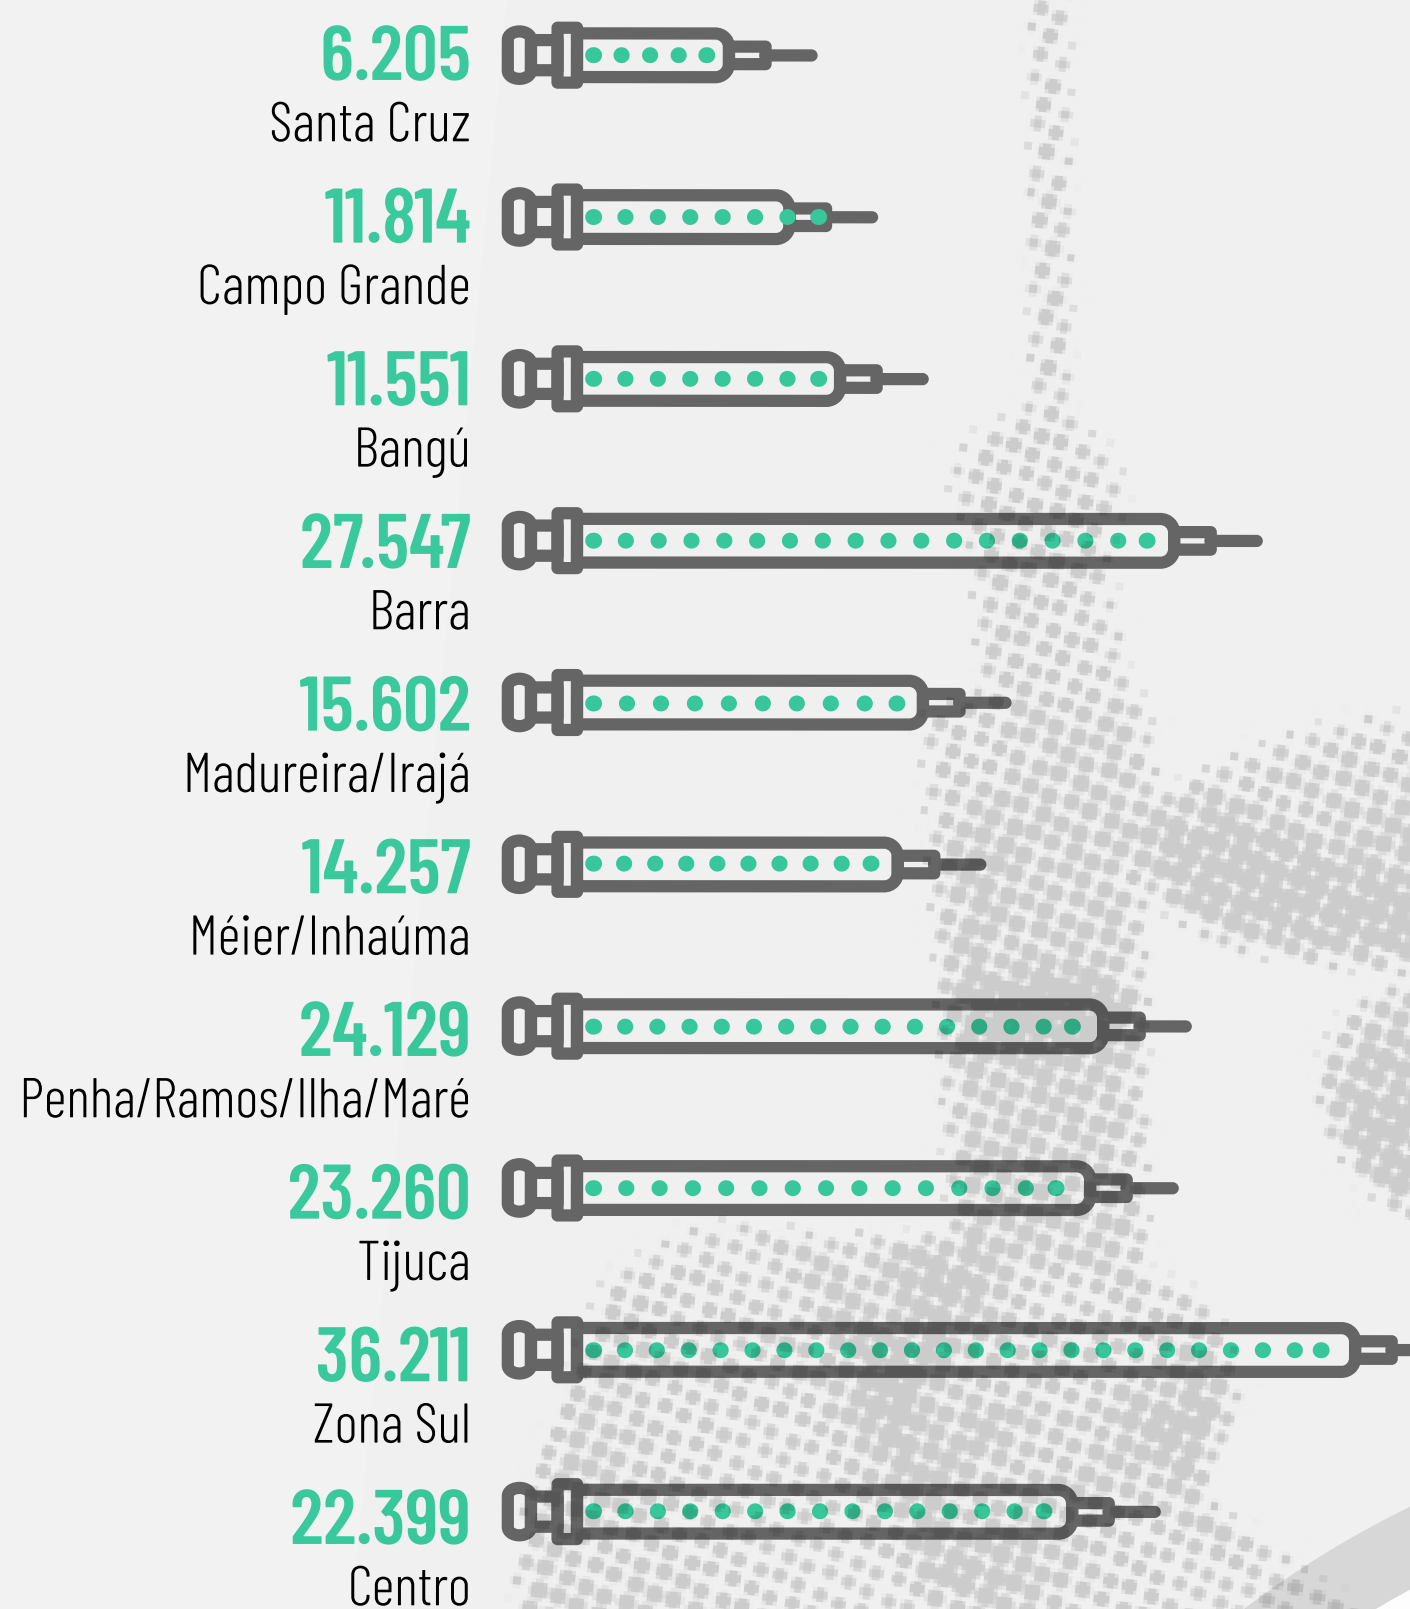 6.205
Santa Cruz
11.814
Campo Grande
11.551
Bangú
27.547
Barra
15.602
Madureira/Irajá
14.257
Méier/Inhaúma
24.129
Penha/Ramos/Ilha/Maré
23.260
Tijuca
36.211
Zona Sul
22.399
Centro